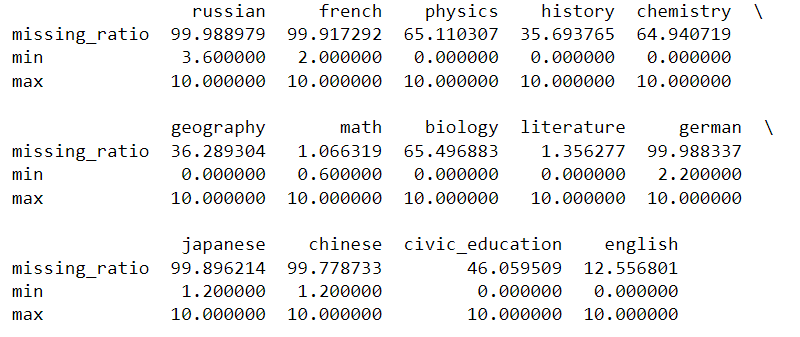 russian french physics history chemistry \
missing_ratio 99.988979 99.917292 65.110307 35.693765 64.940719
min 3.600000 2.000000 0.000000 0.000000 0.000000
max 10.000000 10.000000 10.000000 10.000000 10.000000
geography math biology literature german \
missing_ratio 36.289304 1.066319 65.496883 1.356277 99.988337
min 0.000000 0.600000 0.000000 0.000000 2.200000
max 10.000000 10.000000 10.000000 10.000000 10.000000
japanese chinese civic_education english
missing_ratio 99.896214 99.778733 46.059509 12.556801
min 1.200000 1.200000 0.000000 0.000000
max 10.000000 10.000000 10.000000 10.000000